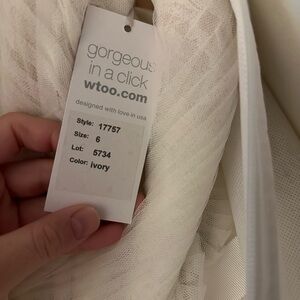 gorgeous
in a click
wtoo.com
designed with love in usa
Style: 17757
Size: 6
Lot: 5734
Color: ivory